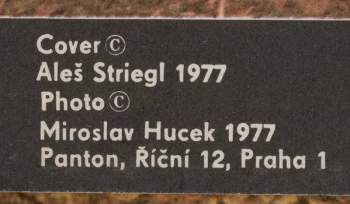 Cover ©
Aleš Striegl 1977
Photo ©
Miroslav Hucek 1977
Panton, Říční 12, Praha 1